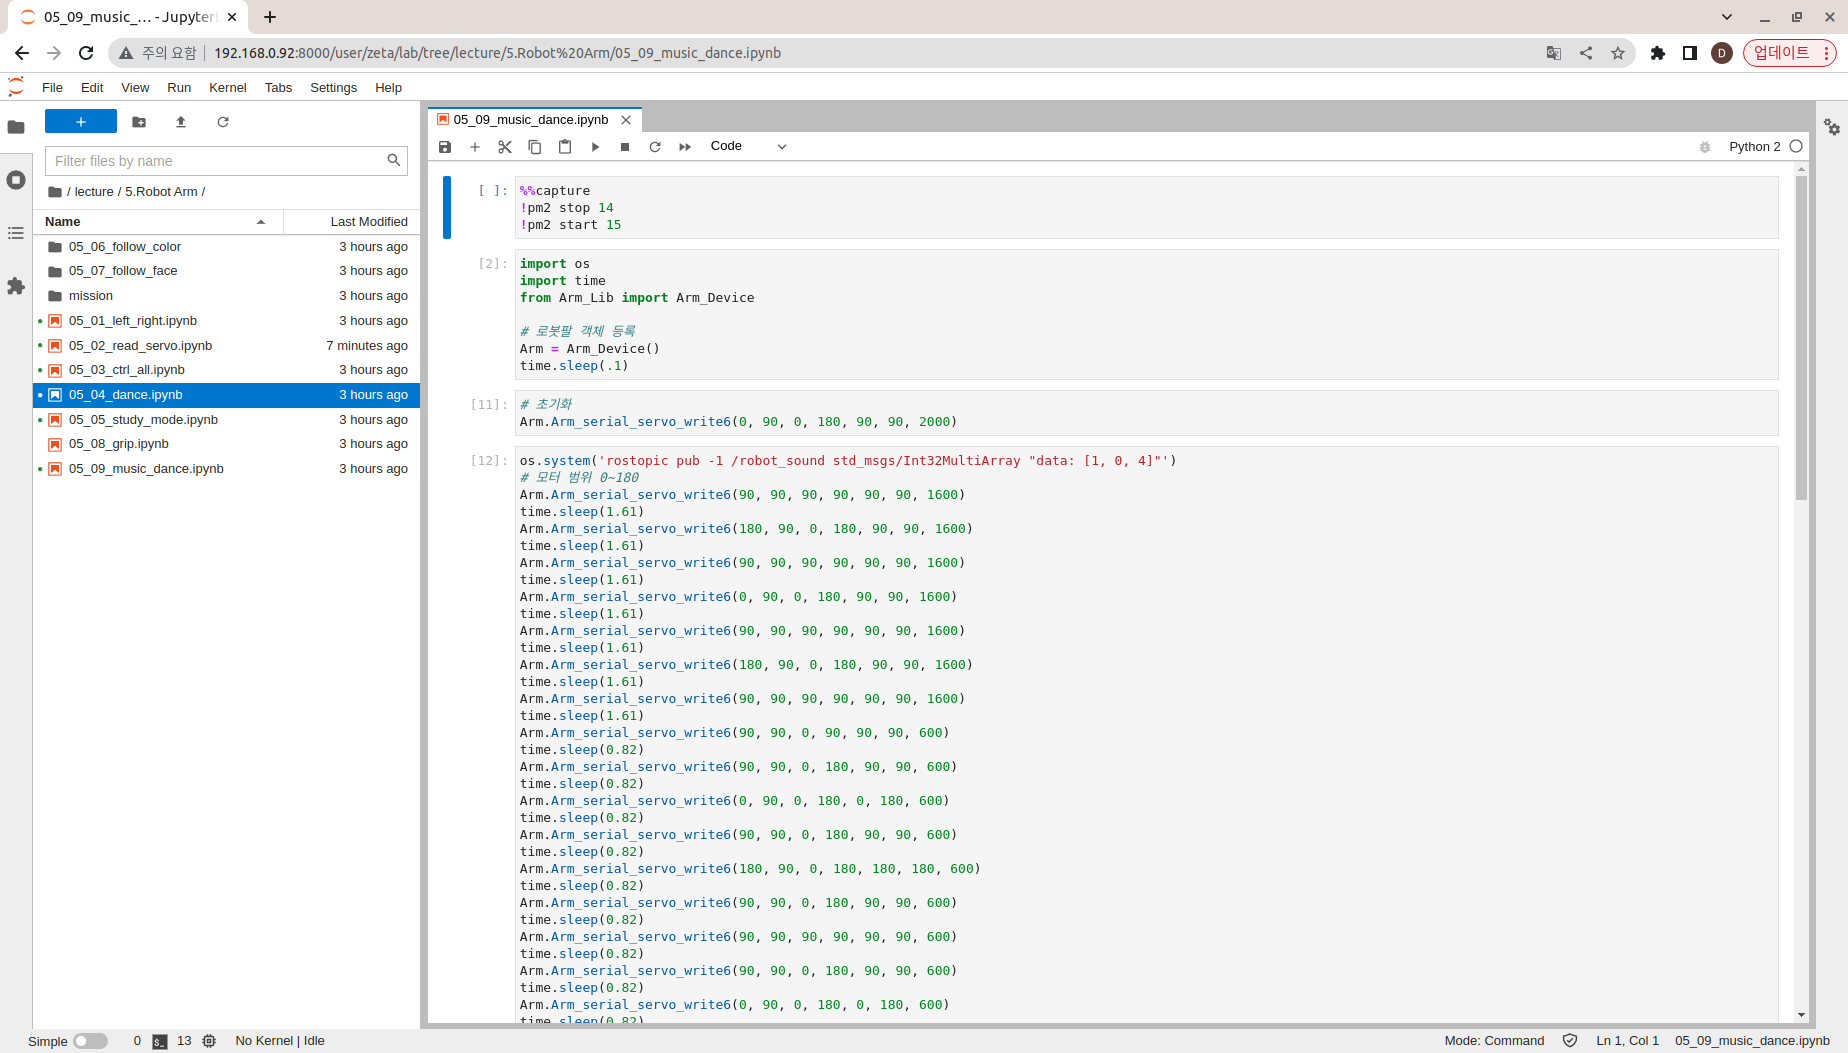 05_09_music_... - Jupyter
주의 요함
192.168.0.92:8000/user/zeta/lab/tree/lecture/5.Robot%20Arm/05_09_music_dance.ipynb
D
업데이트
File Edit View Run Kernel Tabs Settings Help
05_09_music_dance.ipynb
Code
Python 2
Filter files by name
/ lecture / 5.Robot Arm /
Name Last Modified
05_06_follow_color 3 hours ago
05_07_follow_face 3 hours ago
mission 3 hours ago
05_01_left_right.ipynb 3 hours ago
05_02_read_servo.ipynb 7 minutes ago
05_03_ctrl_all.ipynb 3 hours ago
05_04_dance.ipynb 3 hours ago
05_05_study_mode.ipynb 3 hours ago
05_08_grip.ipynb 3 hours ago
05_09_music_dance.ipynb 3 hours ago
[ ]: %%capture
!pm2 stop 14
!pm2 start 15
[2]: import os
import time
from Arm_Lib import Arm_Device
# 로봇팔 객체 등록
Arm = Arm_Device()
time.sleep(.1)
[11]: # 초기화
Arm.Arm_serial_servo_write6(0, 90, 0, 180, 90, 90, 2000)
[12]: os.system('rostopic pub -1 /robot_sound std_msgs/Int32MultiArray "data: [1, 0, 4]"')
# 모터 범위 0~180
Arm.Arm_serial_servo_write6(90, 90, 90, 90, 90, 90, 1600)
time.sleep(1.61)
Arm.Arm_serial_servo_write6(180, 90, 0, 180, 90, 90, 1600)
time.sleep(1.61)
Arm.Arm_serial_servo_write6(90, 90, 90, 90, 90, 90, 1600)
time.sleep(1.61)
Arm.Arm_serial_servo_write6(0, 90, 0, 180, 90, 90, 1600)
time.sleep(1.61)
Arm.Arm_serial_servo_write6(90, 90, 90, 90, 90, 90, 1600)
time.sleep(1.61)
Arm.Arm_serial_servo_write6(180, 90, 0, 180, 90, 90, 1600)
time.sleep(1.61)
Arm.Arm_serial_servo_write6(90, 90, 90, 90, 90, 90, 1600)
time.sleep(1.61)
Arm.Arm_serial_servo_write6(90, 90, 0, 90, 90, 90, 600)
time.sleep(0.82)
Arm.Arm_serial_servo_write6(90, 90, 0, 180, 90, 90, 600)
time.sleep(0.82)
Arm.Arm_serial_servo_write6(0, 90, 0, 180, 0, 180, 600)
time.sleep(0.82)
Arm.Arm_serial_servo_write6(90, 90, 0, 180, 90, 90, 600)
time.sleep(0.82)
Arm.Arm_serial_servo_write6(180, 90, 0, 180, 180, 180, 600)
time.sleep(0.82)
Arm.Arm_serial_servo_write6(90, 90, 0, 180, 90, 90, 600)
time.sleep(0.82)
Arm.Arm_serial_servo_write6(90, 90, 90, 90, 90, 90, 600)
time.sleep(0.82)
Arm.Arm_serial_servo_write6(90, 90, 0, 180, 90, 90, 600)
time.sleep(0.82)
Arm.Arm_serial_servo_write6(0, 90, 0, 180, 0, 180, 600)
time.sleep(0.82)
Simple 0 13 No Kernel | Idle Mode: Command Ln 1, Col 1 05_09_music_dance.ipynb